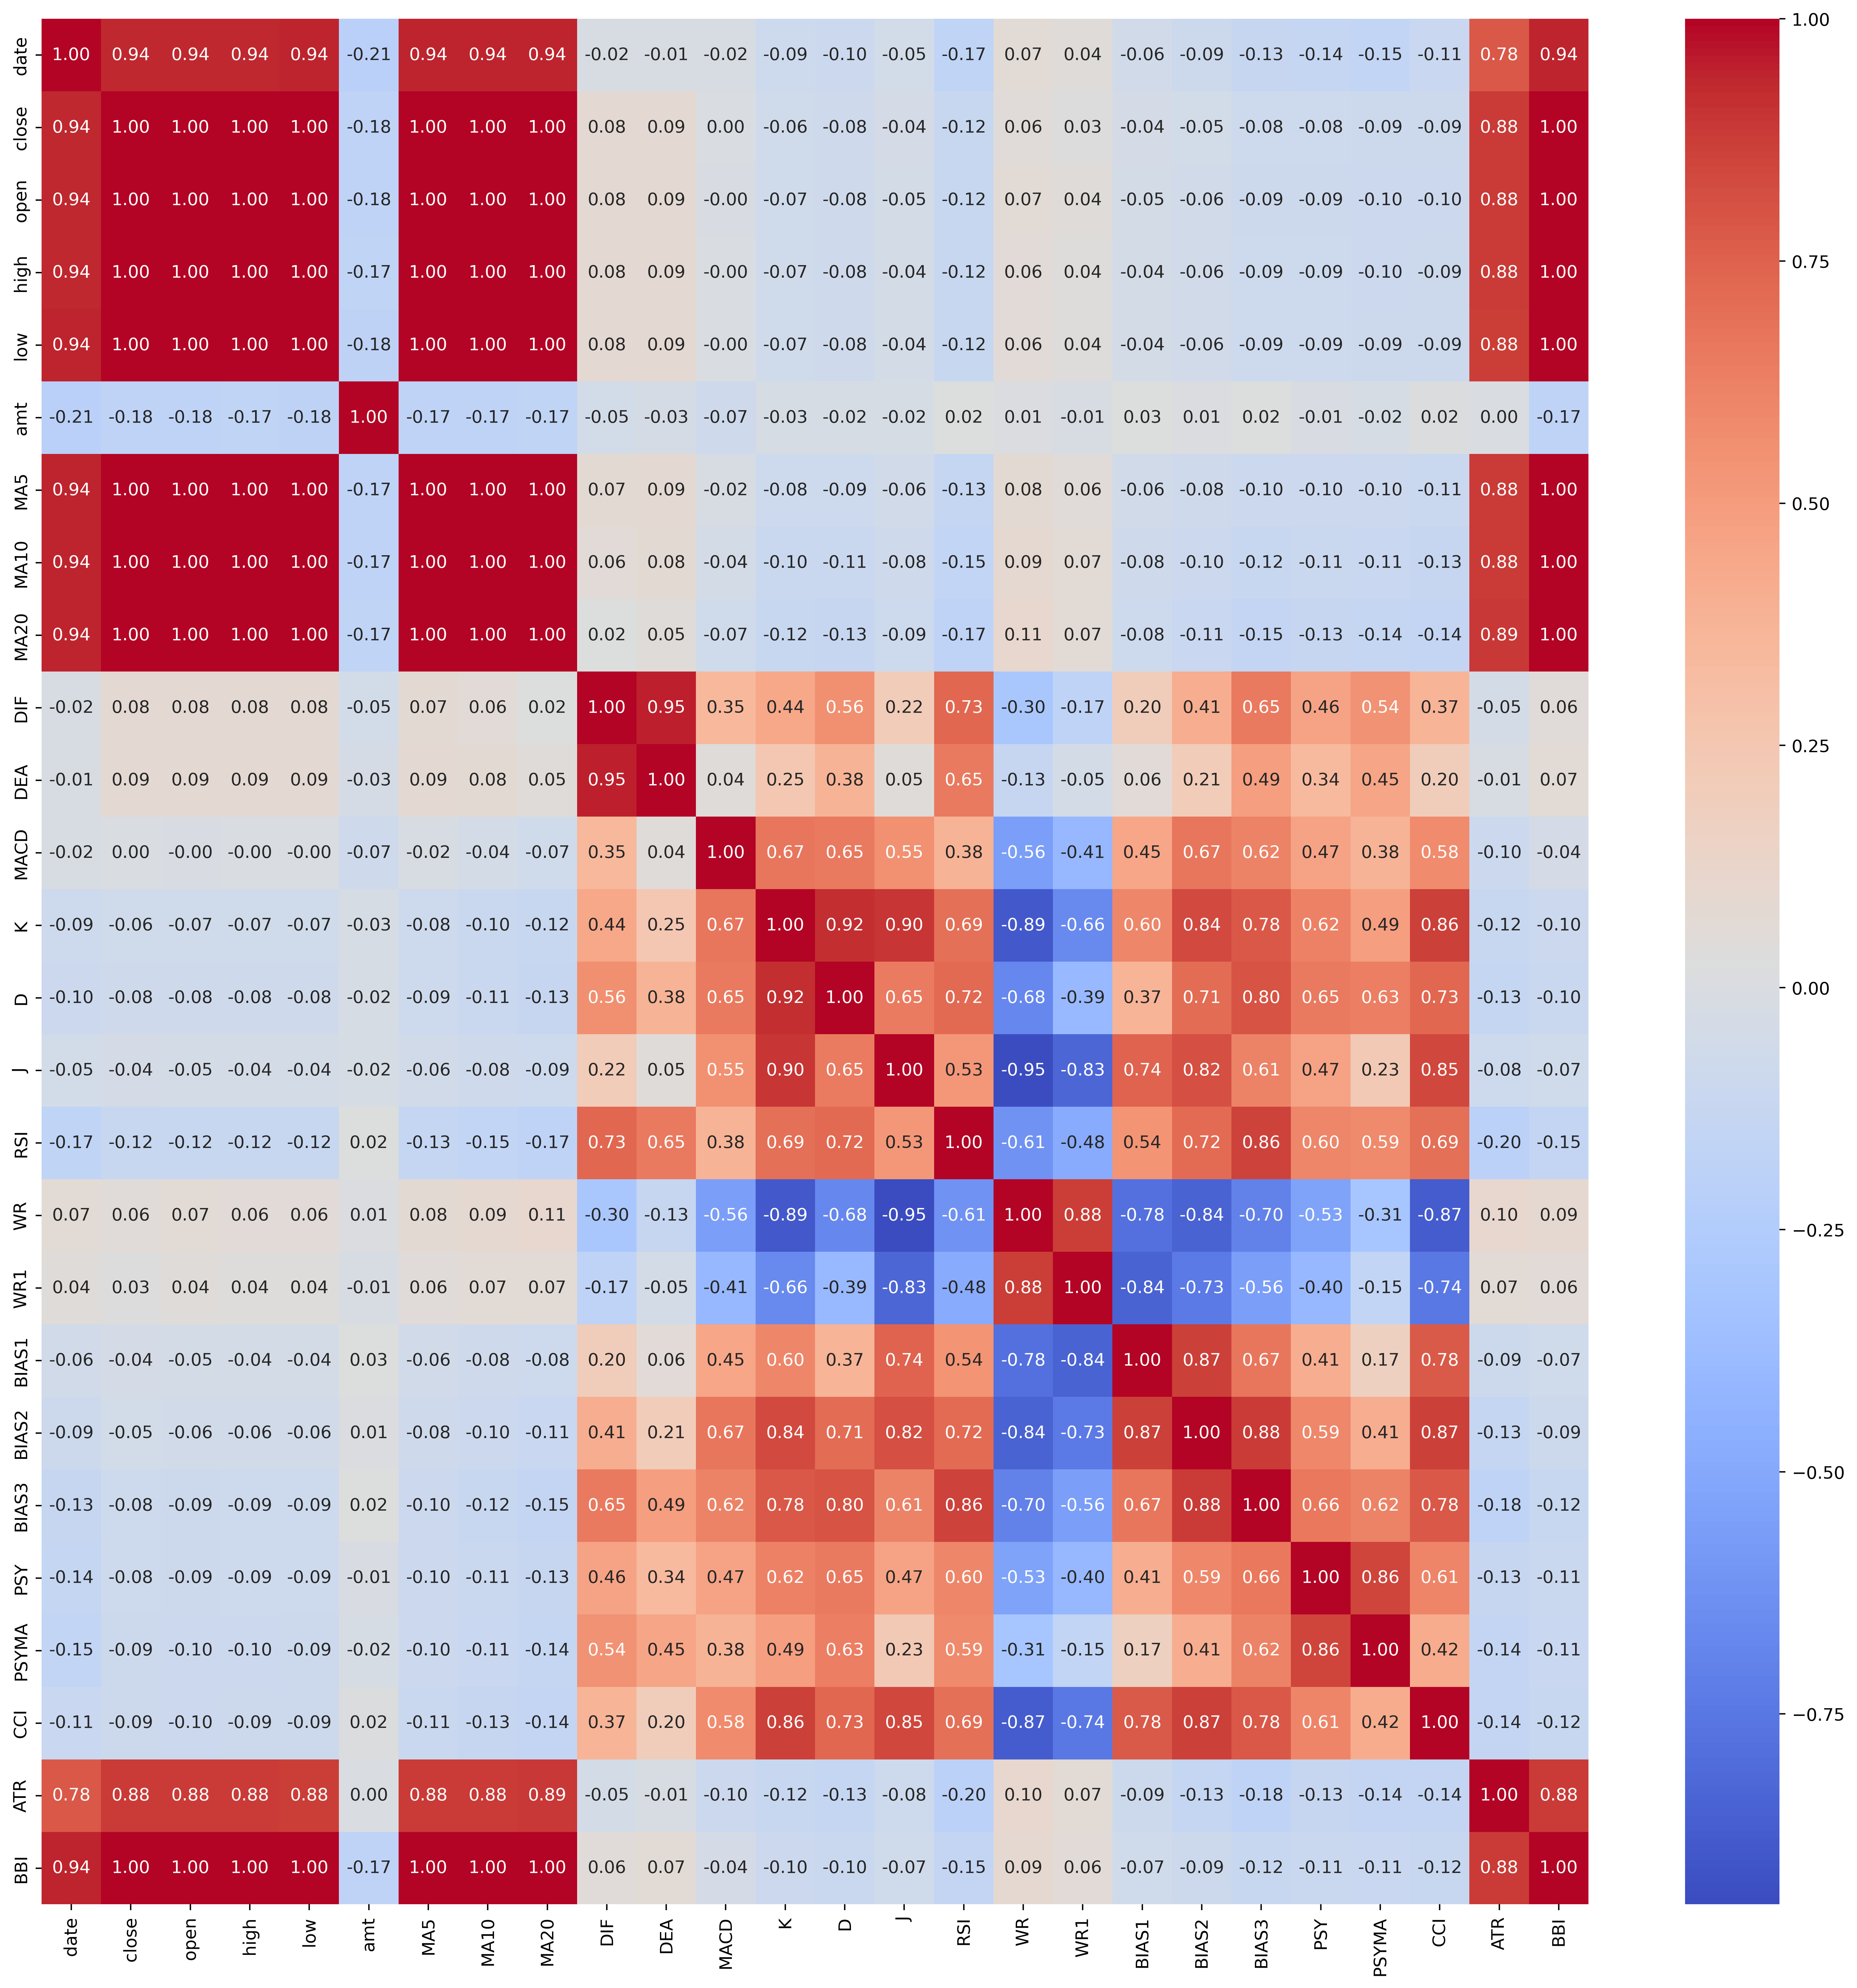 date 1.00 0.94 0.94 0.94 0.94 -0.21 0.94 0.94 0.94 -0.02 -0.01 -0.02 -0.09 -0.10 -0.05 -0.17 0.07 0.04 -0.06 -0.09 -0.13 -0.14 -0.15 -0.11 0.78 0.94
close 0.94 1.00 1.00 1.00 1.00 -0.18 1.00 1.00 1.00 0.08 0.09 0.00 -0.06 -0.08 -0.04 -0.12 0.06 0.03 -0.04 -0.05 -0.08 -0.08 -0.09 -0.09 0.88 1.00
open 0.94 1.00 1.00 1.00 1.00 -0.18 1.00 1.00 1.00 0.08 0.09 -0.00 -0.07 -0.08 -0.05 -0.12 0.07 0.04 -0.05 -0.06 -0.09 -0.09 -0.10 -0.10 0.88 1.00
high 0.94 1.00 1.00 1.00 1.00 -0.17 1.00 1.00 1.00 0.08 0.09 -0.00 -0.07 -0.08 -0.04 -0.12 0.06 0.04 -0.04 -0.06 -0.09 -0.09 -0.10 -0.09 0.88 1.00
low 0.94 1.00 1.00 1.00 1.00 -0.18 1.00 1.00 1.00 0.08 0.09 -0.00 -0.07 -0.08 -0.04 -0.12 0.06 0.04 -0.04 -0.06 -0.09 -0.09 -0.09 -0.09 0.88 1.00
amt -0.21 -0.18 -0.18 -0.17 -0.18 1.00 -0.17 -0.17 -0.17 -0.05 -0.03 -0.07 -0.03 -0.02 -0.02 0.02 0.01 -0.01 0.03 0.01 0.02 -0.01 -0.02 0.02 0.00 -0.17
MA5 0.94 1.00 1.00 1.00 1.00 -0.17 1.00 1.00 1.00 0.07 0.09 -0.02 -0.08 -0.09 -0.06 -0.13 0.08 0.06 -0.06 -0.08 -0.10 -0.10 -0.10 -0.11 0.88 1.00
MA10 0.94 1.00 1.00 1.00 1.00 -0.17 1.00 1.00 1.00 0.06 0.08 -0.04 -0.10 -0.11 -0.08 -0.15 0.09 0.07 -0.08 -0.10 -0.12 -0.11 -0.11 -0.13 0.88 1.00
MA20 0.94 1.00 1.00 1.00 1.00 -0.17 1.00 1.00 1.00 0.02 0.05 -0.07 -0.12 -0.13 -0.09 -0.17 0.11 0.07 -0.08 -0.11 -0.15 -0.13 -0.14 -0.14 0.89 1.00
DIF -0.02 0.08 0.08 0.08 0.08 -0.05 0.07 0.06 0.02 1.00 0.95 0.35 0.44 0.56 0.22 0.73 -0.30 -0.17 0.20 0.41 0.65 0.46 0.54 0.37 -0.05 0.06
DEA -0.01 0.09 0.09 0.09 0.09 -0.03 0.09 0.08 0.05 0.95 1.00 0.04 0.25 0.38 0.05 0.65 -0.13 -0.05 0.06 0.21 0.49 0.34 0.45 0.20 -0.01 0.07
MACD -0.02 0.00 -0.00 -0.00 -0.00 -0.07 -0.02 -0.04 -0.07 0.35 0.04 1.00 0.67 0.65 0.55 0.38 -0.56 -0.41 0.45 0.67 0.62 0.47 0.38 0.58 -0.10 -0.04
K -0.09 -0.06 -0.07 -0.07 -0.07 -0.03 -0.08 -0.10 -0.12 0.44 0.25 0.67 1.00 0.92 0.90 0.69 -0.89 -0.66 0.60 0.84 0.78 0.62 0.49 0.86 -0.12 -0.10
D -0.10 -0.08 -0.08 -0.08 -0.08 -0.02 -0.09 -0.11 -0.13 0.56 0.38 0.65 0.92 1.00 0.65 0.72 -0.68 -0.39 0.37 0.71 0.80 0.65 0.63 0.73 -0.13 -0.10
J -0.05 -0.04 -0.05 -0.04 -0.04 -0.02 -0.06 -0.08 -0.09 0.22 0.05 0.55 0.90 0.65 1.00 0.53 -0.95 -0.83 0.74 0.82 0.61 0.47 0.23 0.85 -0.08 -0.07
RSI -0.17 -0.12 -0.12 -0.12 -0.12 0.02 -0.13 -0.15 -0.17 0.73 0.65 0.38 0.69 0.72 0.53 1.00 -0.61 -0.48 0.54 0.72 0.86 0.60 0.59 0.69 -0.20 -0.15
WR 0.07 0.06 0.07 0.06 0.06 0.01 0.08 0.09 0.11 -0.30 -0.13 -0.56 -0.89 -0.68 -0.95 -0.61 1.00 0.88 -0.78 -0.84 -0.70 -0.53 -0.31 -0.87 0.10 0.09
WR1 0.04 0.03 0.04 0.04 0.04 -0.01 0.06 0.07 0.07 -0.17 -0.05 -0.41 -0.66 -0.39 -0.83 -0.48 0.88 1.00 -0.84 -0.73 -0.56 -0.40 -0.15 -0.74 0.07 0.06
BIAS1 -0.06 -0.04 -0.05 -0.04 -0.04 0.03 -0.06 -0.08 -0.08 0.20 0.06 0.45 0.60 0.37 0.74 0.54 -0.78 -0.84 1.00 0.87 0.67 0.41 0.17 0.78 -0.09 -0.07
BIAS2 -0.09 -0.05 -0.06 -0.06 -0.06 0.01 -0.08 -0.10 -0.11 0.41 0.21 0.67 0.84 0.71 0.82 0.72 -0.84 -0.73 0.87 1.00 0.88 0.59 0.41 0.87 -0.13 -0.09
BIAS3 -0.13 -0.08 -0.09 -0.09 -0.09 0.02 -0.10 -0.12 -0.15 0.65 0.49 0.62 0.78 0.80 0.61 0.86 -0.70 -0.56 0.67 0.88 1.00 0.66 0.62 0.78 -0.18 -0.12
PSY -0.14 -0.08 -0.09 -0.09 -0.09 -0.01 -0.10 -0.11 -0.13 0.46 0.34 0.47 0.62 0.65 0.47 0.60 -0.53 -0.40 0.41 0.59 0.66 1.00 0.86 0.61 -0.13 -0.11
PSYMA -0.15 -0.09 -0.10 -0.10 -0.09 -0.02 -0.10 -0.11 -0.14 0.54 0.45 0.38 0.49 0.63 0.23 0.59 -0.31 -0.15 0.17 0.41 0.62 0.86 1.00 0.42 -0.14 -0.11
CCI -0.11 -0.09 -0.10 -0.09 -0.09 0.02 -0.11 -0.13 -0.14 0.37 0.20 0.58 0.86 0.73 0.85 0.69 -0.87 -0.74 0.78 0.87 0.78 0.61 0.42 1.00 -0.14 -0.12
ATR 0.78 0.88 0.88 0.88 0.88 0.00 0.88 0.88 0.89 -0.05 -0.01 -0.10 -0.12 -0.13 -0.08 -0.20 0.10 0.07 -0.09 -0.13 -0.18 -0.13 -0.14 -0.14 1.00 0.88
BBI 0.94 1.00 1.00 1.00 1.00 -0.17 1.00 1.00 1.00 0.06 0.07 -0.04 -0.10 -0.10 -0.07 -0.15 0.09 0.06 -0.07 -0.09 -0.12 -0.11 -0.11 -0.12 0.88 1.00
date close open high low amt MA5 MA10 MA20 DIF DEA MACD K D J RSI WR WR1 BIAS1 BIAS2 BIAS3 PSY PSYMA CCI ATR BBI
1.00
0.75
0.50
0.25
0.00
−0.25
−0.50
−0.75